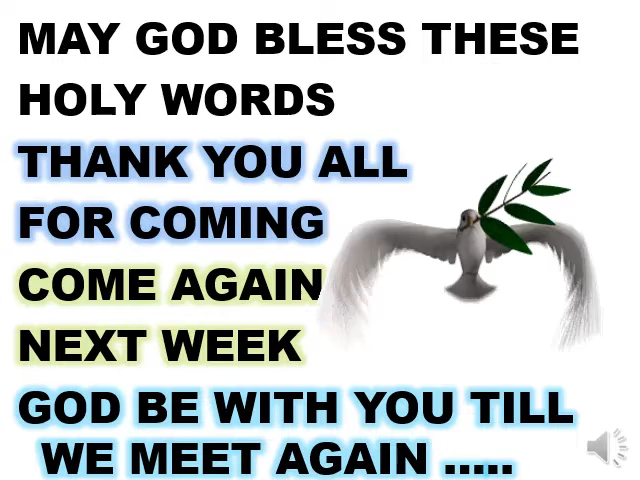 MAY GOD BLESS THESE
HOLY WORDS
THANK YOU ALL
FOR COMING
COME AGAIN
NEXT WEEK
GOD BE WITH YOU TILL
WE MEET AGAIN .....